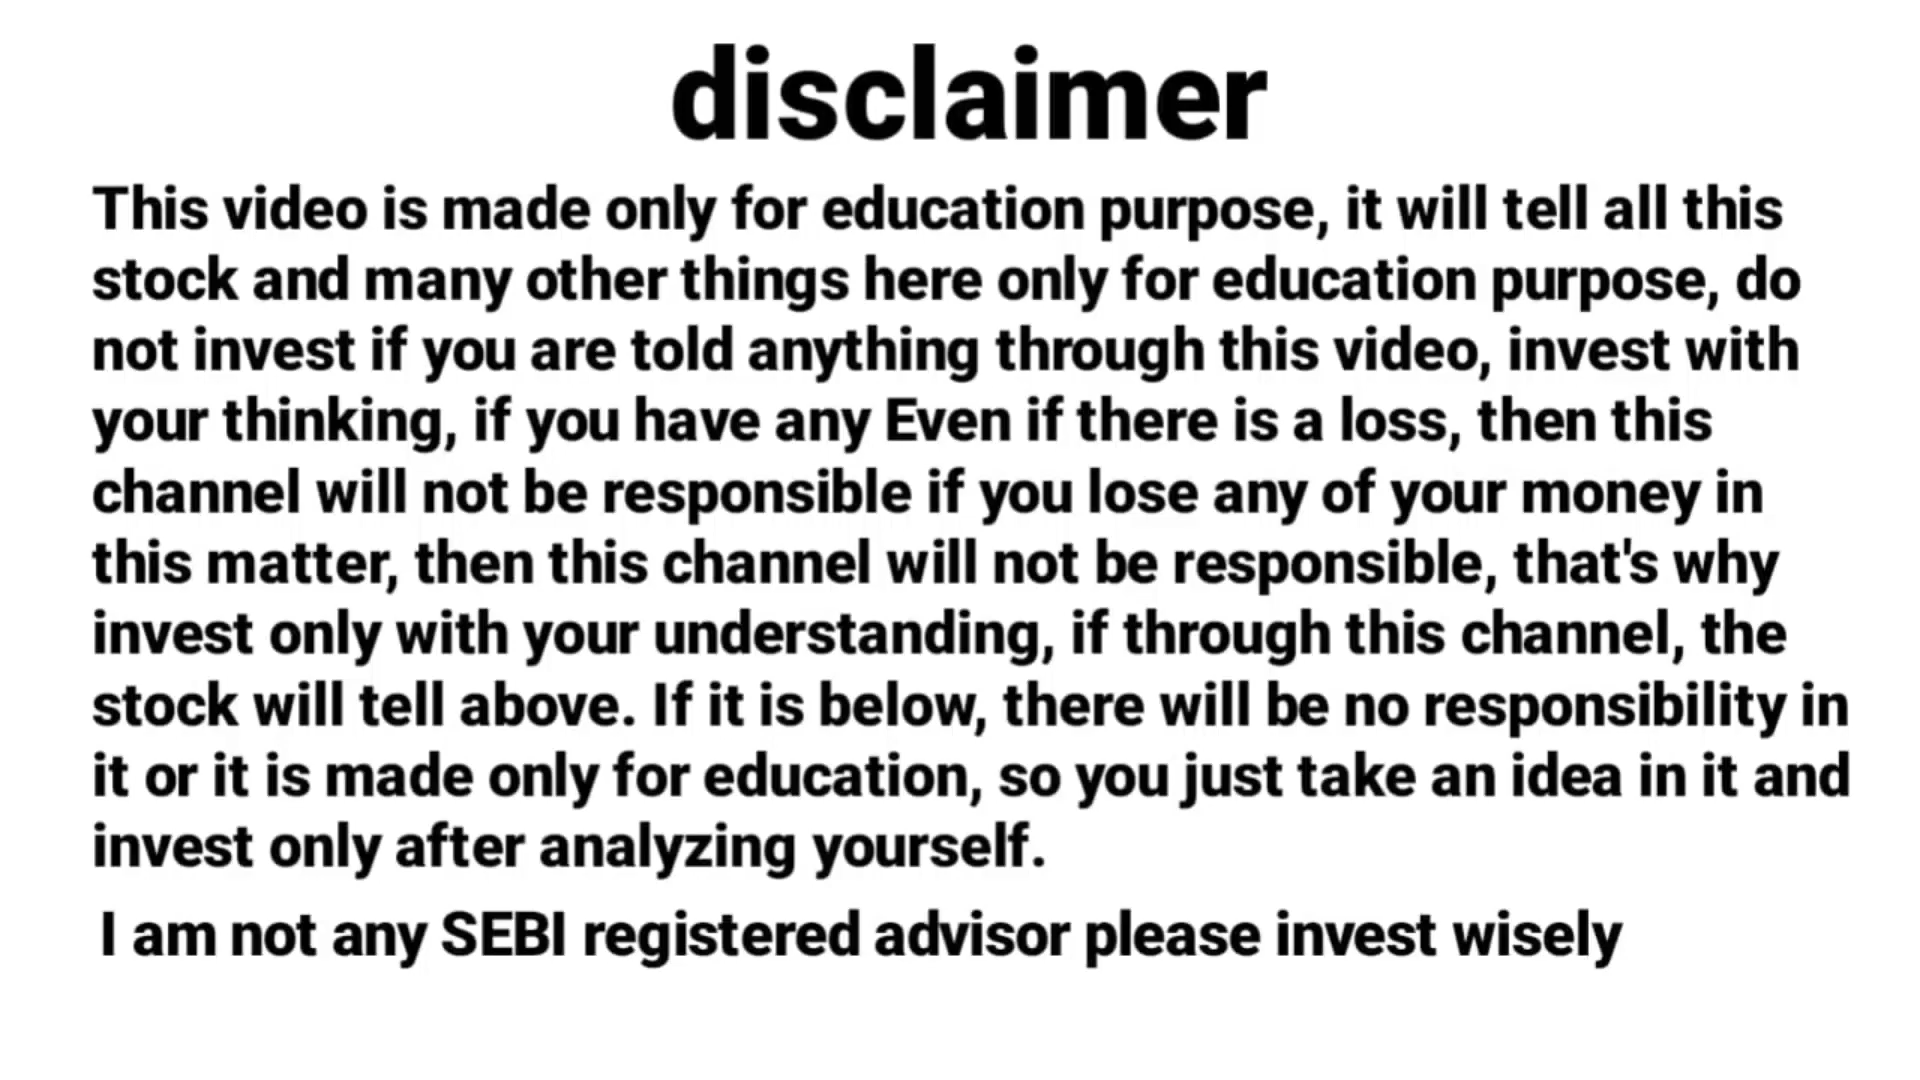 disclaimer
This video is made only for education purpose, it will tell all this
stock and many other things here only for education purpose, do
not invest if you are told anything through this video, invest with
your thinking, if you have any Even if there is a loss, then this
channel will not be responsible if you lose any of your money in
this matter, then this channel will not be responsible, that's why
invest only with your understanding, if through this channel, the
stock will tell above. If it is below, there will be no responsibility in
it or it is made only for education, so you just take an idea in it and
invest only after analyzing yourself.
I am not any SEBI registered advisor please invest wisely